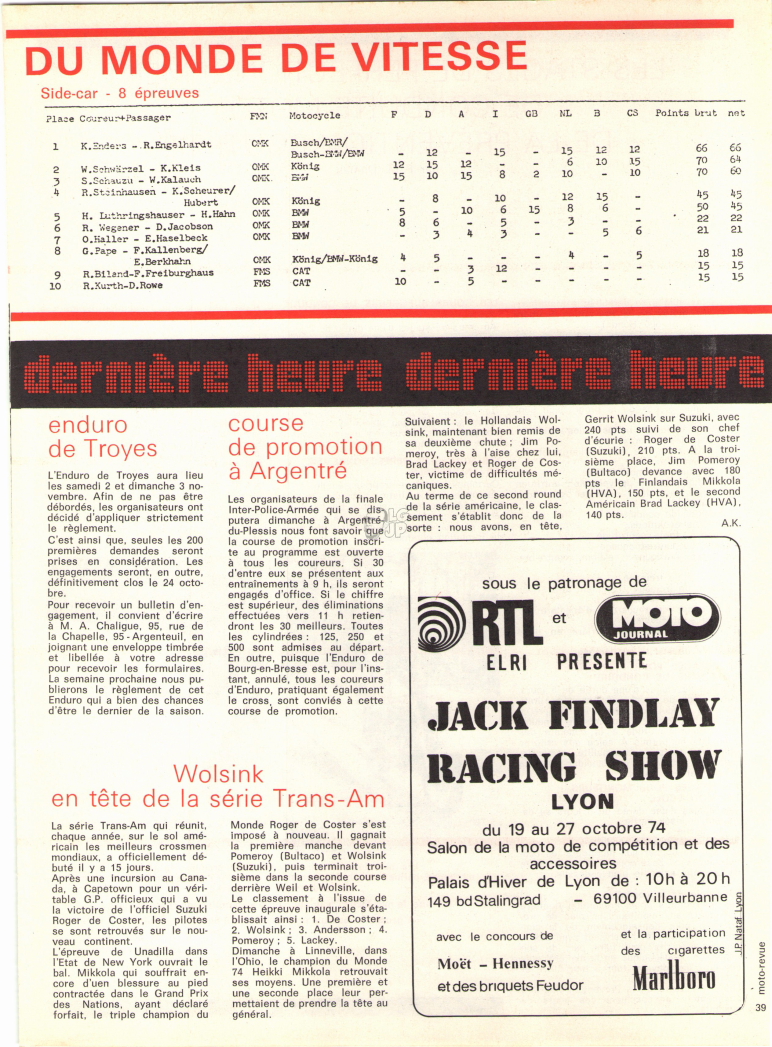 DU MONDE DE VITESSE
Side-car - 8 épreuves
Place Coureur+Passager FMN Motocycle F D A I GB NL B CS Points brut net
1 K.Enders - R.Engelhardt OMK Busch/BMW/
Busch-BMW/BMW - 12 - 15 - 15 12 12 66 66
2 W.Schwärzel - K.Kleis OMK König 12 15 12 - - 6 10 15 70 64
3 S.Schauzu - W.Kalauch OMK BMW 15 10 15 8 2 10 - 10 70 60
4 R.Steinhausen - K.Scheurer/
Hubert OMK König - 8 - 10 - 12 15 - 45 45
5 H. Luthringshauser - H.Hahn OMK BMW 5 - 10 6 15 8 6 - 50 45
6 R. Wegener - D.Jacobson OMK BMW 8 6 - 5 - 3 - - 22 22
7 O.Haller - E.Haselbeck OMK BMW - 3 4 3 - - 5 6 21 21
8 G.Pape - F.Kallenberg/
E.Berkhahn OMK König/BMW-König 4 5 - - - 4 - 5 18 18
9 R.Biland-F.Freiburghaus FMS CAT - - 3 12 - - - - 15 15
10 R.Kurth-D.Rowe FMS CAT 10 - 5 - - - - - 15 15
dernière heure dernière heure
enduro
de Troyes
L'Enduro de Troyes aura lieu
les samedi 2 et dimanche 3 no-
vembre. Afin de ne pas être
débordés, les organisateurs ont
décidé d'appliquer strictement
le règlement.
C'est ainsi que, seules les 200
premières demandes seront
prises en considération. Les
engagements seront, en outre,
définitivement clos le 24 octo-
bre.
Pour recevoir un bulletin d'en-
gagement, il convient d'écrire
à M. A. Chaligue, 95, rue de
la Chapelle, 95 - Argenteuil, en
joignant une enveloppe timbrée
et libellée à votre adresse
pour recevoir les formulaires.
La semaine prochaine nous pu-
blierons le règlement de cet
Enduro qui a bien des chances
d'être le dernier de la saison.
course
de promotion
à Argentré
Les organisateurs de la finale
Inter-Police-Armée qui se dis-
putera dimanche à Argentré-
du-Plessis nous font savoir que
la course de promotion inscri-
te au programme est ouverte
à tous les coureurs. Si 30
d'entre eux se présentent aux
entraînements à 9 h, ils seront
engagés d'office. Si le chiffre
est supérieur, des éliminations
effectuées vers 11 h retien-
dront les 30 meilleurs. Toutes
les cylindrées : 125, 250 et
500 sont admises au départ.
En outre, puisque l'Enduro de
Bourg-en-Bresse est, pour l'ins-
tant, annulé, tous les coureurs
d'Enduro, pratiquant également
le cross, sont conviés à cette
course de promotion.
Suivaient : le Hollandais Wol-
sink, maintenant bien remis de
sa deuxième chute ; Jim Po-
meroy, très à l'aise chez lui,
Brad Lackey et Roger de Cos-
ter, victime de difficultés mé-
caniques.
Au terme de ce second round
de la série américaine, le clas-
sement s'établit donc de la
sorte : nous avons, en tête,
Gerrit Wolsink sur Suzuki, avec
240 pts suivi de son chef
d'écurie : Roger de Coster
(Suzuki), 210 pts. A la troi-
sième place, Jim Pomeroy
(Bultaco) devance avec 180
pts le Finlandais Mikkola
(HVA), 150 pts, et le second
Américain Brad Lackey (HVA),
140 pts.
A.K.
Wolsink
en tête de la série Trans-Am
La série Trans-Am qui réunit,
chaque année, sur le sol amé-
ricain les meilleurs crossmen
mondiaux, a officiellement dé-
buté il y a 15 jours.
Après une incursion au Cana-
da, à Capetown pour un véri-
table G.P. officieux qui a vu
la victoire de l'officiel Suzuki
Roger de Coster, les pilotes
se sont retrouvés sur le nou-
veau continent.
L'épreuve de Unadilla dans
l'Etat de New York ouvrait le
bal. Mikkola qui souffrait en-
core d'uen blessure au pied
contractée dans le Grand Prix
des Nations, ayant déclaré
forfait, le triple champion du
Monde Roger de Coster s'est
imposé à nouveau. Il gagnait
la première manche devant
Pomeroy (Bultaco) et Wolsink
(Suzuki), puis terminait troi-
sième dans la seconde course
derrière Weil et Wolsink.
Le classement à l'issue de
cette épreuve inaugurale s'éta-
blissait ainsi : 1. De Coster ;
2. Wolsink ; 3. Andersson ; 4.
Pomeroy ; 5. Lackey.
Dimanche à Linneville, dans
l'Ohio, le champion du Monde
74 Heikki Mikkola retrouvait
ses moyens. Une première et
une seconde place leur per-
mettaient de prendre la tête au
général.
sous le patronage de
RTL et MOTO
JOURNAL
ELRI PRESENTE
JACK FINDLAY
RACING SHOW
LYON
du 19 au 27 octobre 74
Salon de la moto de compétition et des
accessoires
Palais d'Hiver de Lyon de : 10h à 20h
149 bd Stalingrad - 69100 Villeurbanne
avec le concours de
Moët - Hennessy
et des briquets Feudor
et la participation
des cigarettes
Marlboro
J.P. Nataf Lyon
moto-revue
39